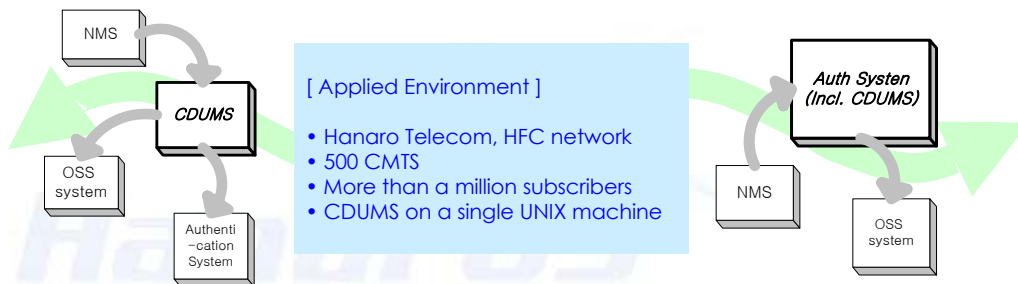 NMS
CDUMS
OSS
system
Authenti
-cation
System
[ Applied Environment ]
• Hanaro Telecom, HFC network
• 500 CMTS
• More than a million subscribers
• CDUMS on a single UNIX machine
Auth Systen
(Incl. CDUMS)
NMS
OSS
system